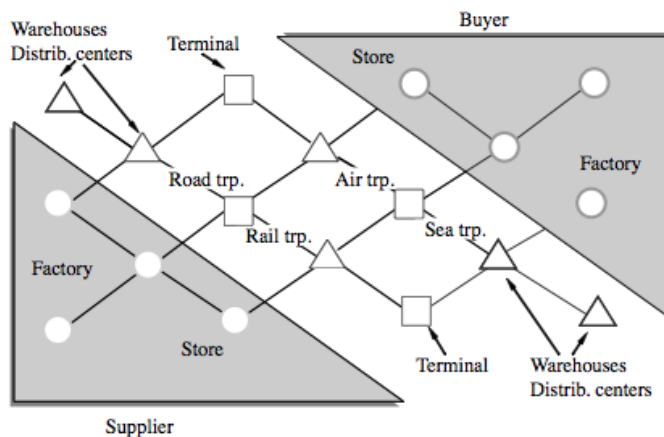 Buyer
Warehouses
Distrib. centers
Terminal
Store
Factory
Road trp.
Air trp.
Rail trp.
Sea trp.
Factory
Store
Terminal
Warehouses
Distrib. centers
Supplier